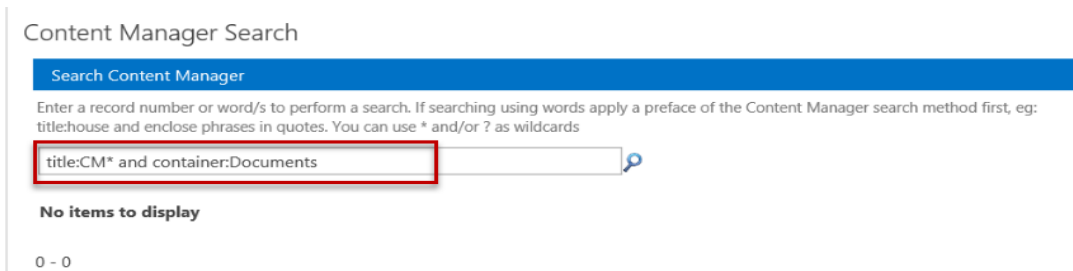 Content Manager Search
Search Content Manager
Enter a record number or word/s to perform a search. If searching using words apply a preface of the Content Manager search method first, eg:
title:house and enclose phrases in quotes. You can use * and/or ? as wildcards
title:CM* and container:Documents
No items to display
0 - 0